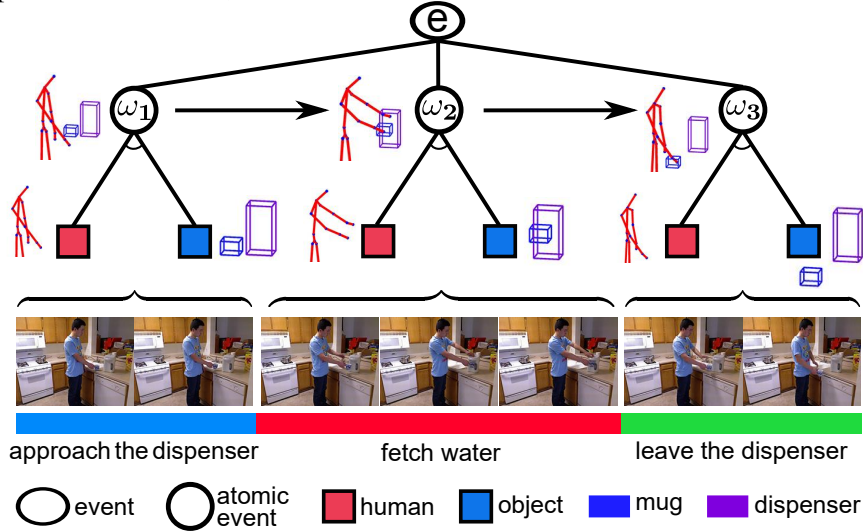 e
ω1
ω2
ω3
approach the dispenser
fetch water
leave the dispenser
event
atomic
event
human
object
mug
dispenser